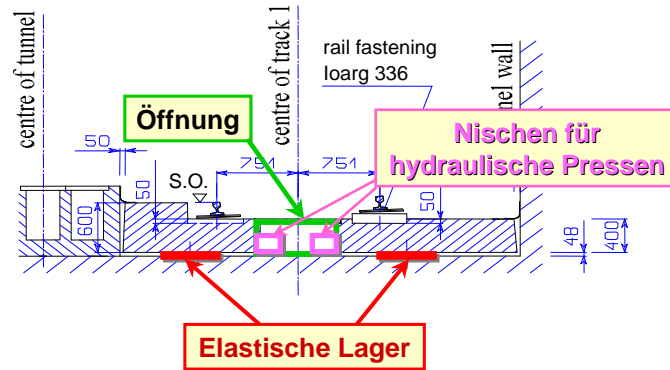 centre of tunnel
centre of track 1
rail fastening
Ioarg 336
nel wall
Öffnung
Nischen für
hydraulische Pressen
50
751
751
S.O.
50
50
600
48
400
Elastische Lager